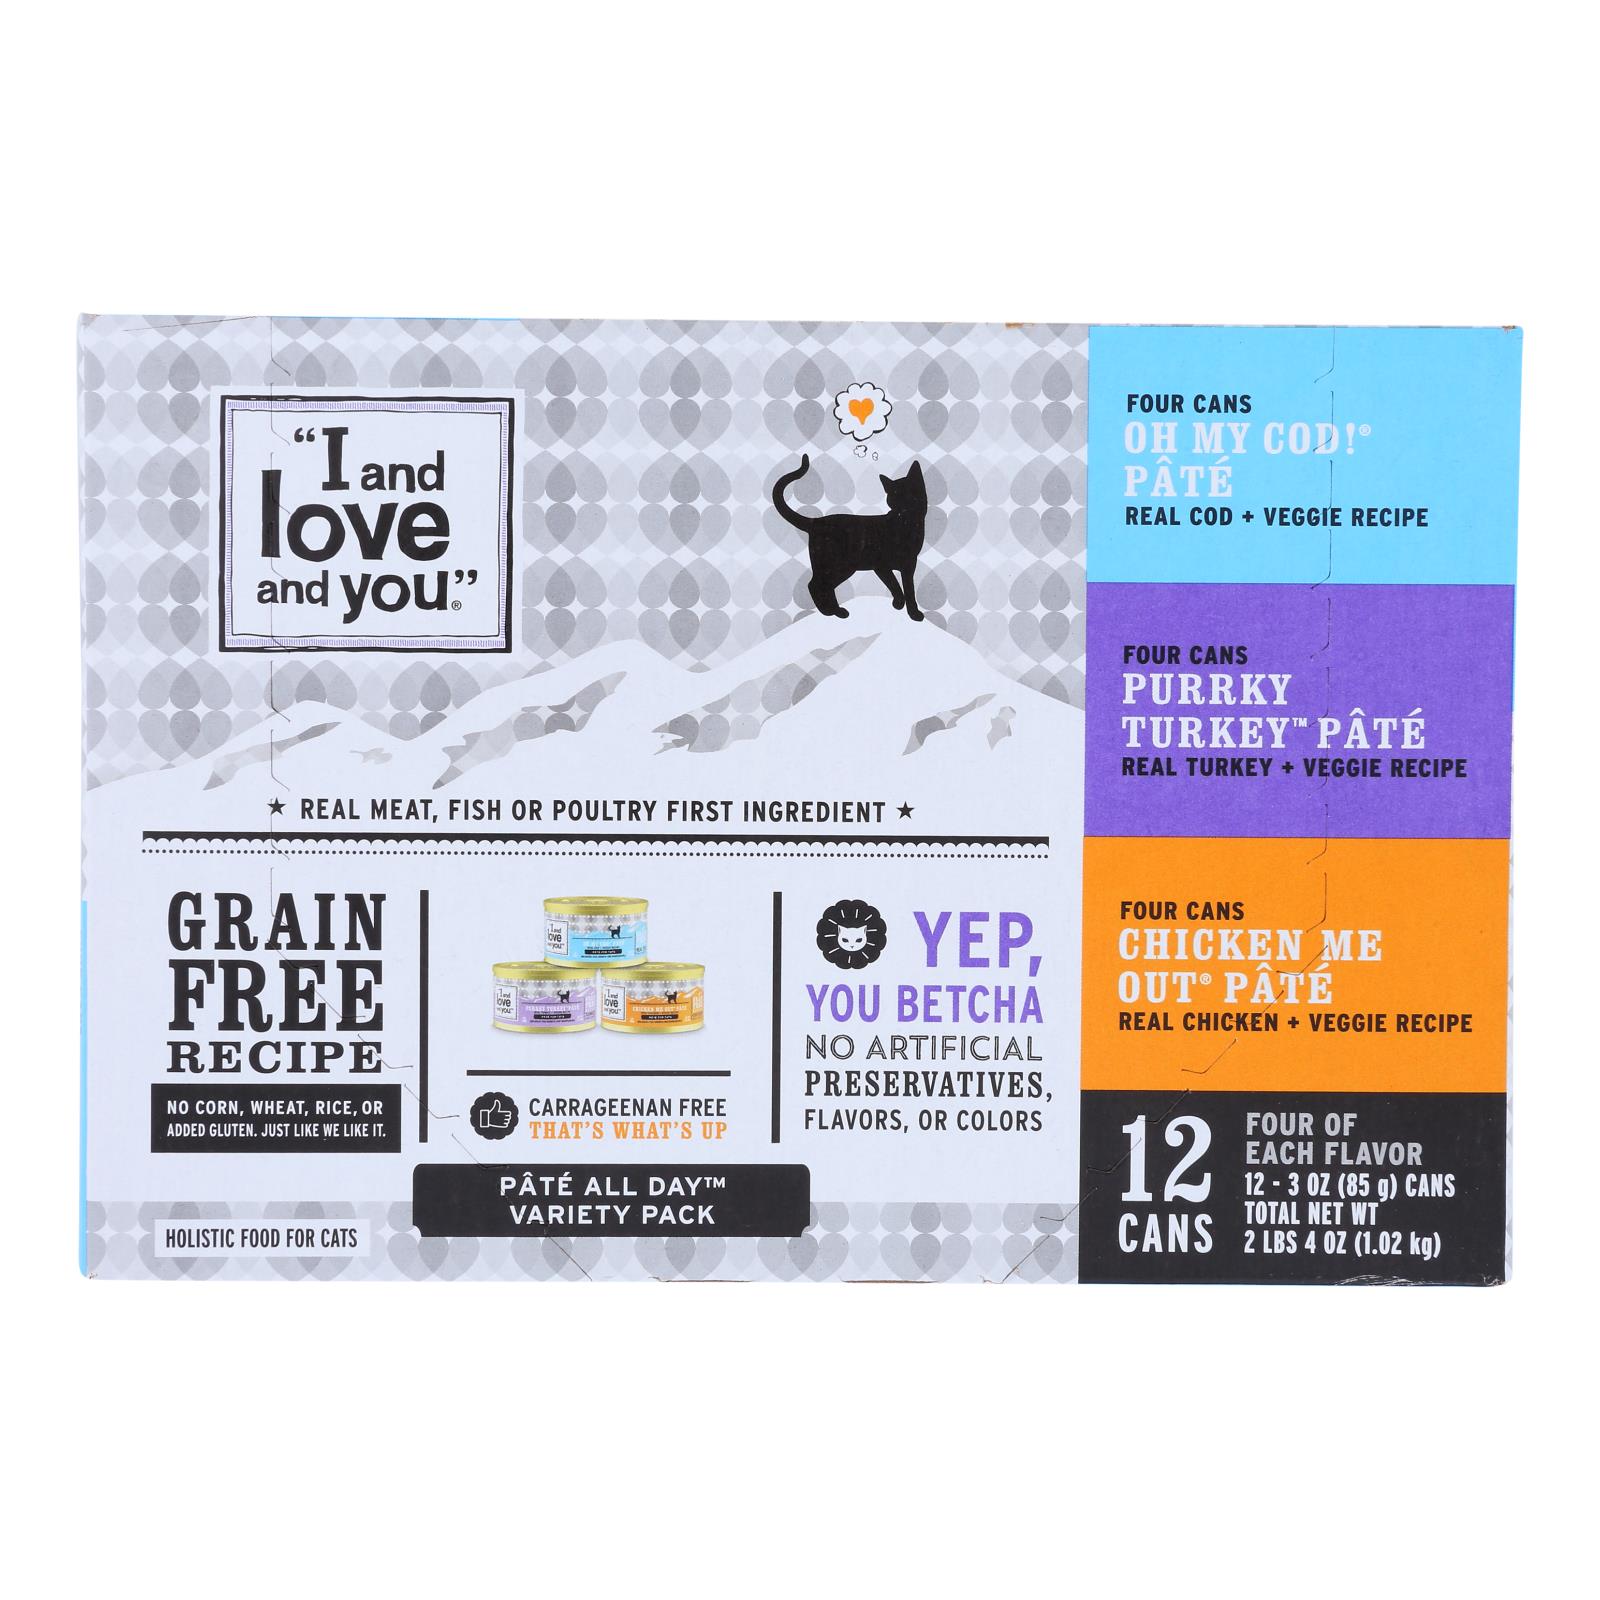 “I and
love
and you”®
★ REAL MEAT, FISH OR POULTRY FIRST INGREDIENT ★
GRAIN
FREE
RECIPE
NO CORN, WHEAT, RICE, OR
ADDED GLUTEN. JUST LIKE WE LIKE IT.
CARRAGEENAN FREE
THAT'S WHAT'S UP
YEP,
YOU BETCHA
NO ARTIFICIAL
PRESERVATIVES,
FLAVORS, OR COLORS
PÂTÉ ALL DAY™
VARIETY PACK
HOLISTIC FOOD FOR CATS
FOUR CANS
OH MY COD!®
PÂTÉ
REAL COD + VEGGIE RECIPE
FOUR CANS
PURRKY
TURKEY™ PÂTÉ
REAL TURKEY + VEGGIE RECIPE
FOUR CANS
CHICKEN ME
OUT® PÂTÉ
REAL CHICKEN + VEGGIE RECIPE
12
CANS
FOUR OF
EACH FLAVOR
12 - 3 OZ (85 g) CANS
TOTAL NET WT
2 LBS 4 OZ (1.02 kg)